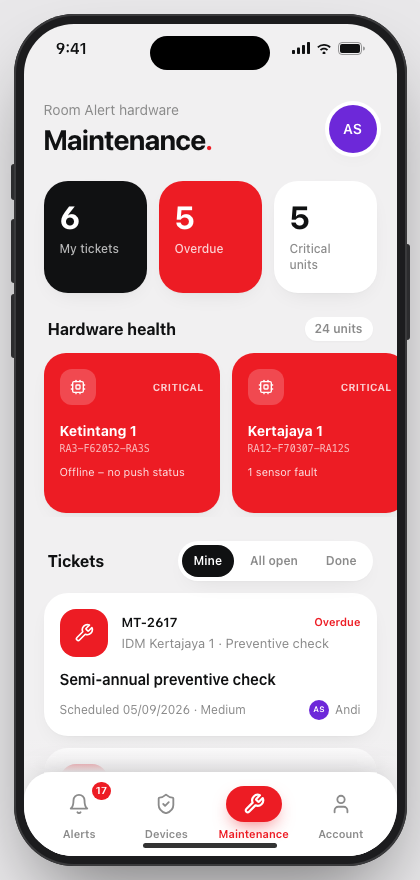 9:41
Room Alert hardware
Maintenance.
AS
6
My tickets
5
Overdue
5
Critical
units
Hardware health
24 units
CRITICAL
Ketintang 1
RA3–F62052–RA3S
Offline – no push status
CRITICAL
Kertajaya 1
RA12–F70307–RA12S
1 sensor fault
Tickets
Mine
All open
Done
MT-2617
Overdue
IDM Kertajaya 1 · Preventive check
Semi-annual preventive check
Scheduled 05/09/2026 · Medium
AS
Andi
17
Alerts
Devices
Maintenance
Account